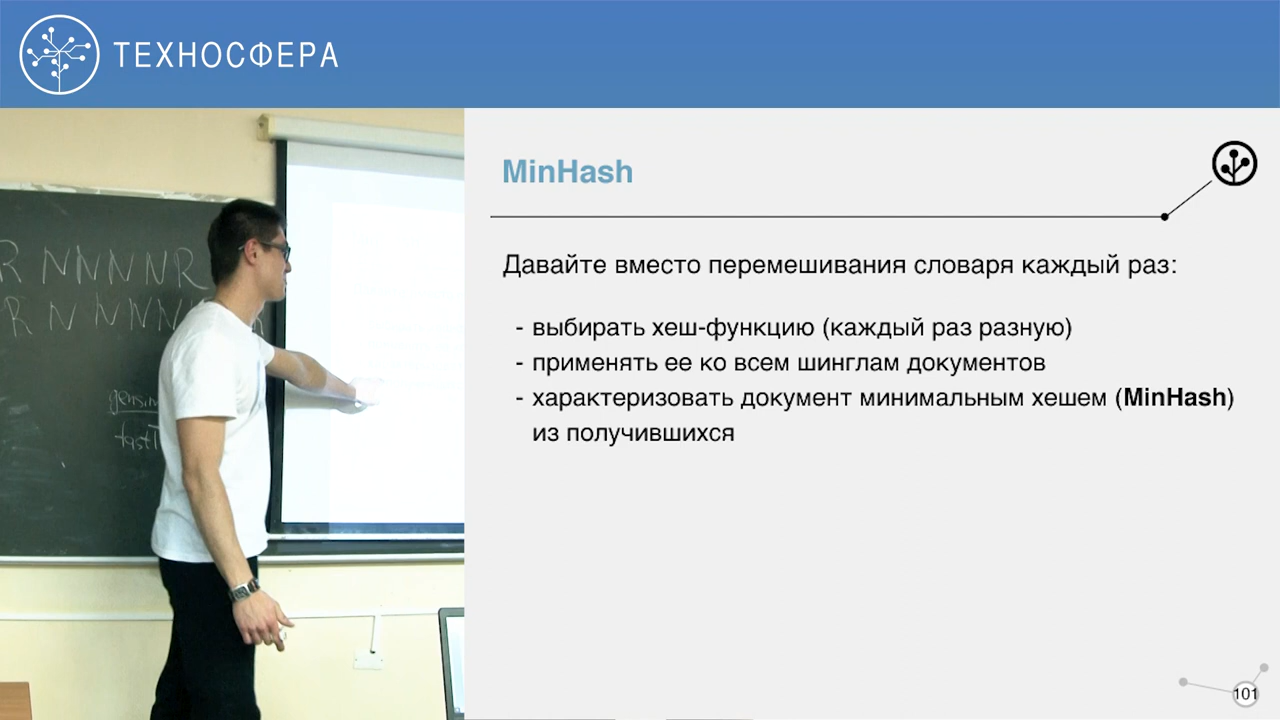 ТЕХНОСФЕРА
R N N N N R
R N N N N
MinHash
Давайте вместо перемешивания словаря каждый раз:
- выбирать хеш-функцию (каждый раз разную)
- применять ее ко всем шинглам документов
- характеризовать документ минимальным хешем (MinHash)
из получившихся
101